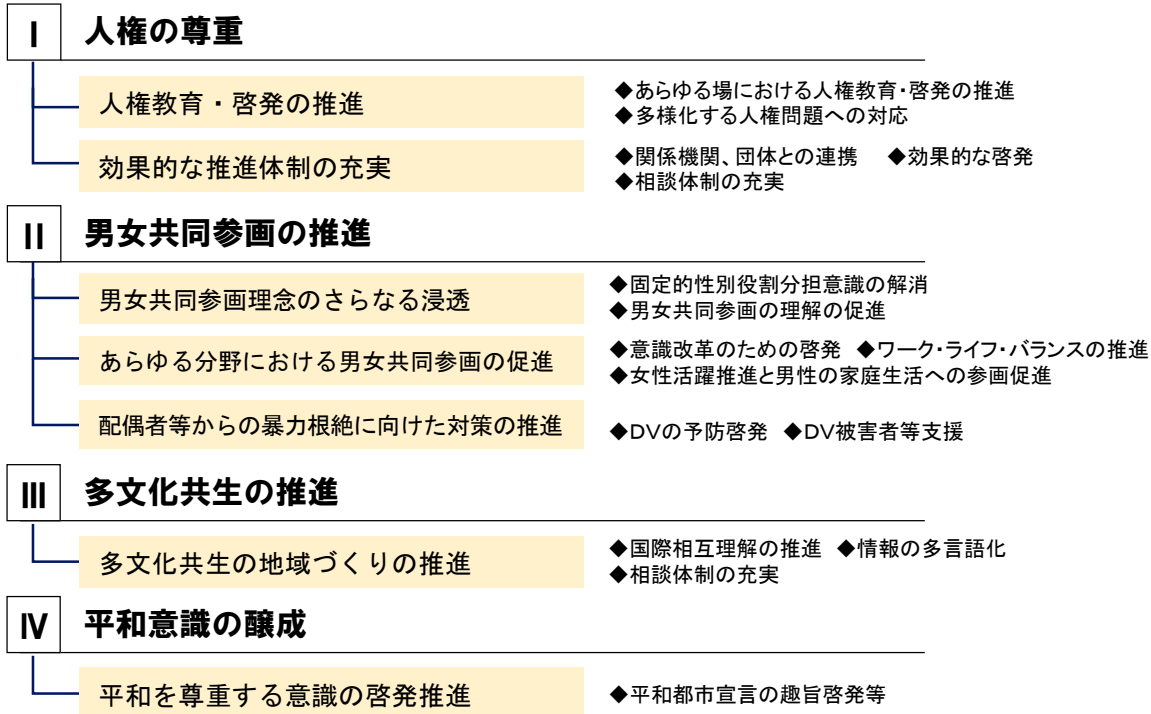 I 人権の尊重
人権教育・啓発の推進
◆あらゆる場における人権教育・啓発の推進
◆多様化する人権問題への対応
効果的な推進体制の充実
◆関係機関、団体との連携 ◆効果的な啓発
◆相談体制の充実
II 男女共同参画の推進
男女共同参画理念のさらなる浸透
◆固定的性別役割分担意識の解消
◆男女共同参画の理解の促進
あらゆる分野における男女共同参画の促進
◆意識改革のための啓発 ◆ワーク・ライフ・バランスの推進
◆女性活躍推進と男性の家庭生活への参画促進
配偶者等からの暴力根絶に向けた対策の推進
◆DVの予防啓発 ◆DV被害者等支援
III 多文化共生の推進
多文化共生の地域づくりの推進
◆国際相互理解の推進 ◆情報の多言語化
◆相談体制の充実
IV 平和意識の醸成
平和を尊重する意識の啓発推進
◆平和都市宣言の趣旨啓発等